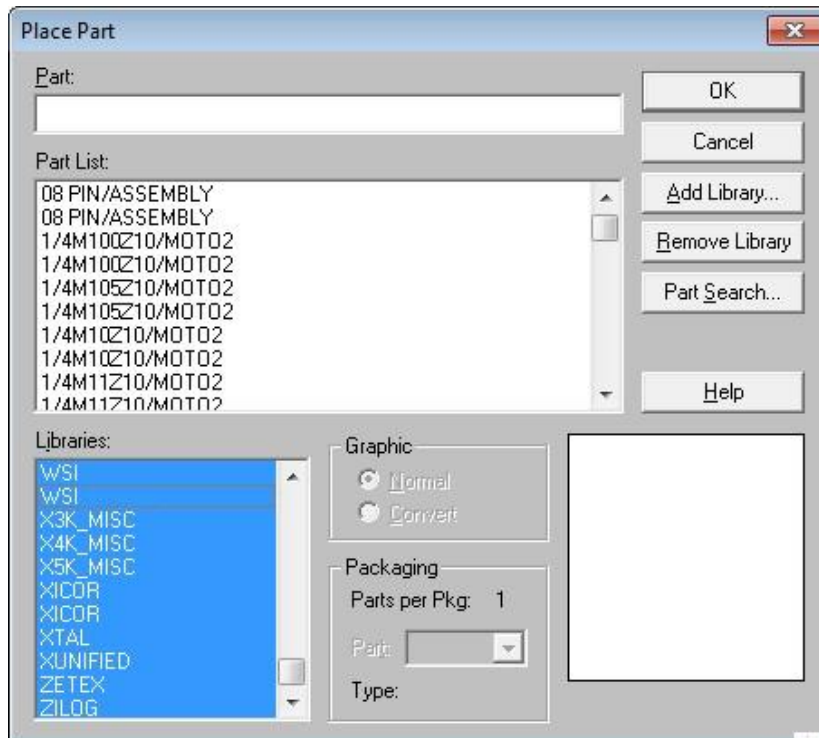 Place Part
Part:
OK
Cancel
Part List:
08 PIN/ASSEMBLY
08 PIN/ASSEMBLY
1/4M100Z10/MOTO2
1/4M100Z10/MOTO2
1/4M105Z10/MOTO2
1/4M105Z10/MOTO2
1/4M10Z10/MOTO2
1/4M10Z10/MOTO2
1/4M11Z10/MOTO2
1/4M11Z10/MOTO2
Add Library...
Remove Library
Part Search...
Help
Libraries:
WSI
WSI
X3K_MISC
X4K_MISC
X5K_MISC
XICOR
XICOR
XTAL
XUNIFIED
ZETEX
ZILOG
Graphic
Normal
Convert
Packaging
Parts per Pkg: 1
Part:
Type: